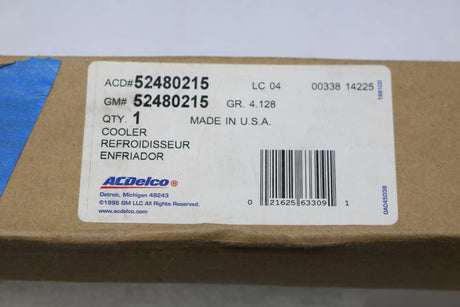 ACD# 52480215 LC 04 00338 14225
GM# 52480215 GR. 4.128
QTY. 1 MADE IN U.S.A.
COOLER
REFROIDISSEUR
ENFRIADOR
ACDelco ®
Detroit, Michigan 48243
©1995 GM LLC All Rights Reserved.
www.acdelco.com
0 21625 63309 1
0A04503B